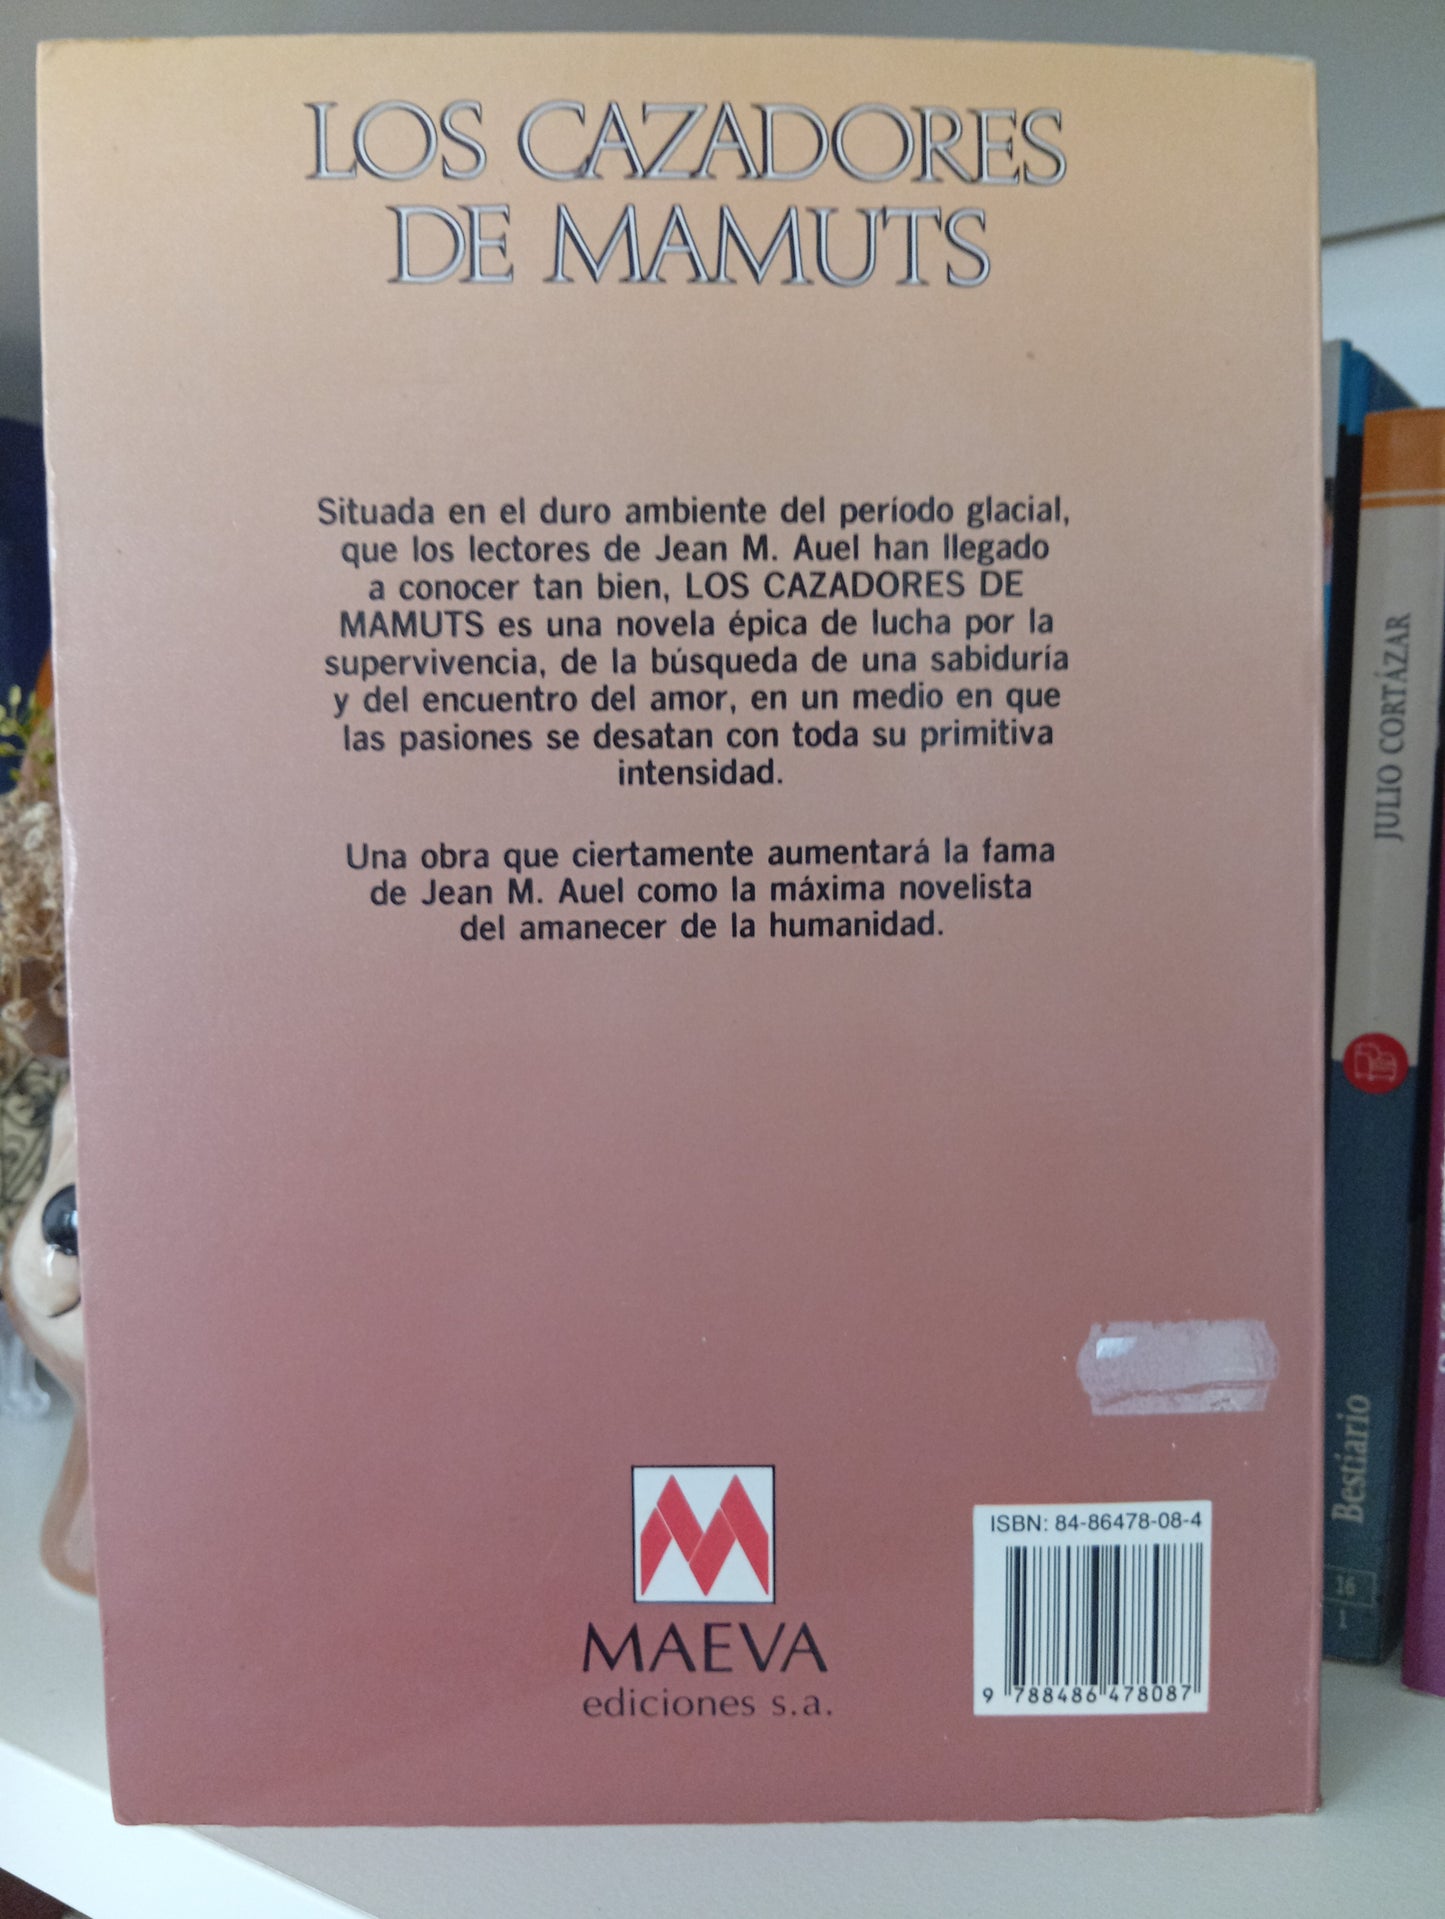 LOS CAZADORES
DE MAMUTS
Situada en el duro ambiente del período glacial,
que los lectores de Jean M. Auel han llegado
a conocer tan bien, LOS CAZADORES DE
MAMUTS es una novela épica de lucha por la
supervivencia, de la búsqueda de una sabiduría
y del encuentro del amor, en un medio en que
las pasiones se desatan con toda su primitiva
intensidad.
Una obra que ciertamente aumentará la fama
de Jean M. Auel como la máxima novelista
del amanecer de la humanidad.
MAEVA
ediciones s.a.
ISBN: 84-86478-08-4
9 788486 478087
JULIO CORTÁZAR
Bestiario
16
1